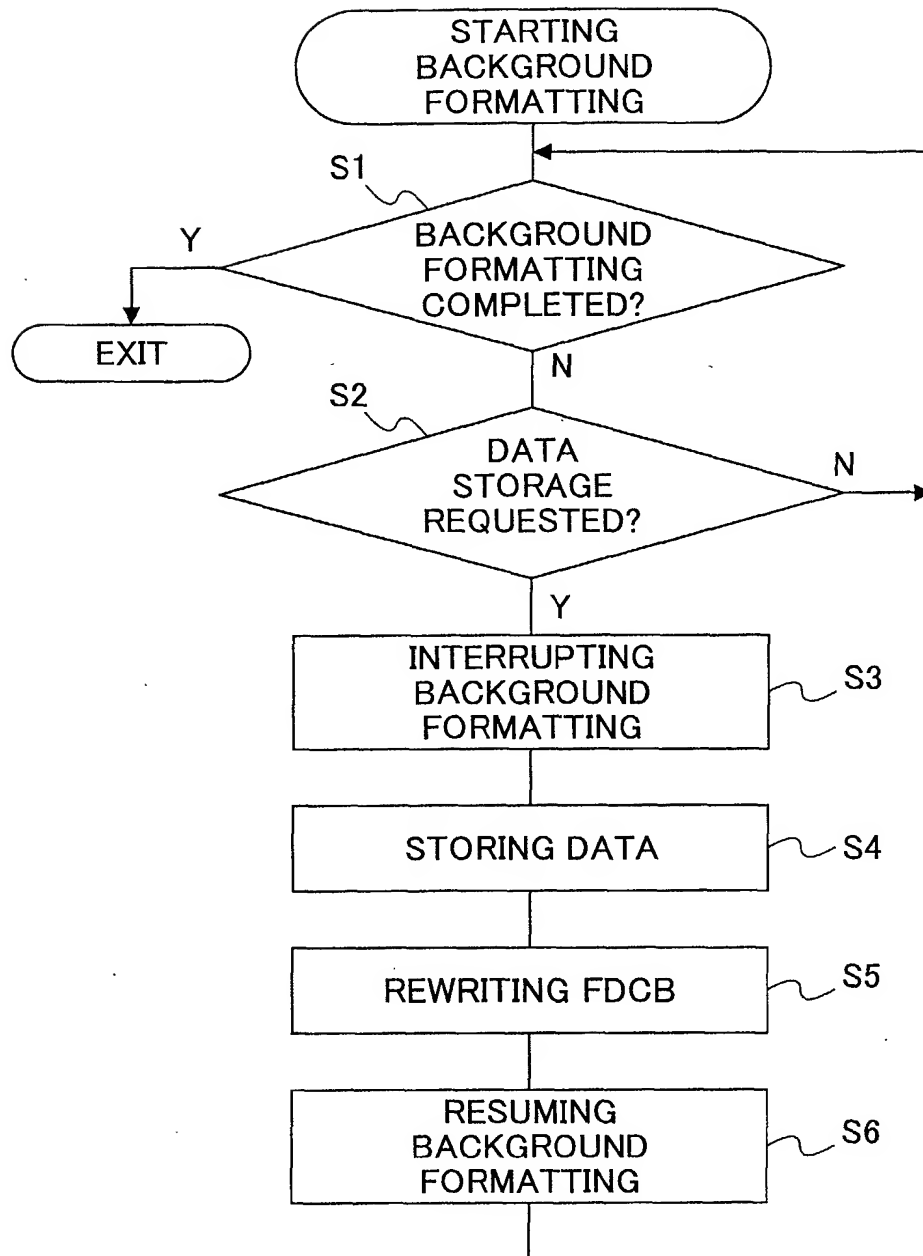 STARTING
BACKGROUND
FORMATTING
S1
Y
BACKGROUND
FORMATTING
COMPLETED?
EXIT
N
S2
DATA
STORAGE
REQUESTED?
N
Y
INTERRUPTING
BACKGROUND
FORMATTING
S3
STORING DATA
S4
REWRITING FDCB
S5
RESUMING
BACKGROUND
FORMATTING
S6